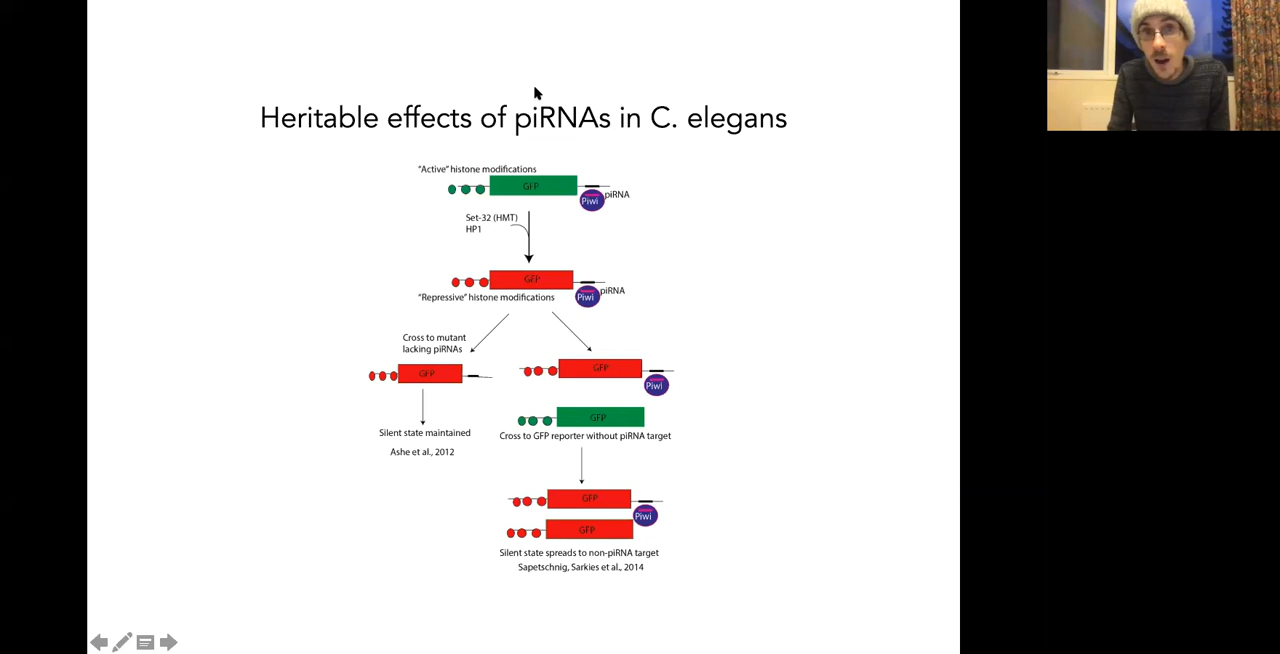 Heritable effects of piRNAs in C. elegans
"Active" histone modifications
GFP
piRNA
Piwi
Set-32 (HMT)
HP1
GFP
piRNA
Piwi
"Repressive" histone modifications
Cross to mutant
lacking piRNAs
GFP
GFP
Piwi
GFP
Silent state maintained
Cross to GFP reporter without piRNA target
Ashe et al., 2012
GFP
Piwi
GFP
Silent state spreads to non-piRNA target
Sapetschnig, Sarkies et al., 2014